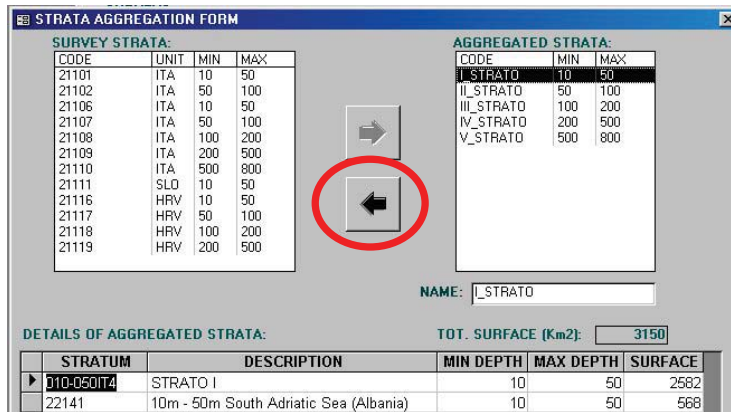 STRATA AGGREGATION FORM
SURVEY STRATA:
CODE UNIT MIN MAX
21101 ITA 10 50
21102 ITA 50 100
21106 ITA 10 50
21107 ITA 50 100
21108 ITA 100 200
21109 ITA 200 500
21110 ITA 500 800
21111 SLO 10 50
21116 HRV 10 50
21117 HRV 50 100
21118 HRV 100 200
21119 HRV 200 500
AGGREGATED STRATA:
CODE MIN MAX
I_STRATO 10 50
II_STRATO 50 100
III_STRATO 100 200
IV_STRATO 200 500
V_STRATO 500 800
NAME: I_STRATO
DETAILS OF AGGREGATED STRATA: TOT. SURFACE (Km2): 3150
STRATUM DESCRIPTION MIN DEPTH MAX DEPTH SURFACE
010-050IT4 STRATO I 10 50 2582
22141 10m - 50m South Adriatic Sea (Albania) 10 50 568